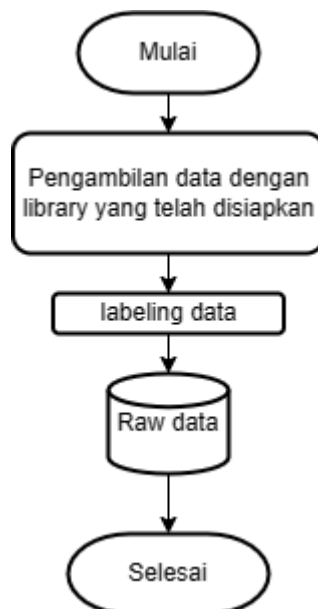 Mulai
Pengambilan data dengan
library yang telah disiapkan
labeling data
Raw data
Selesai